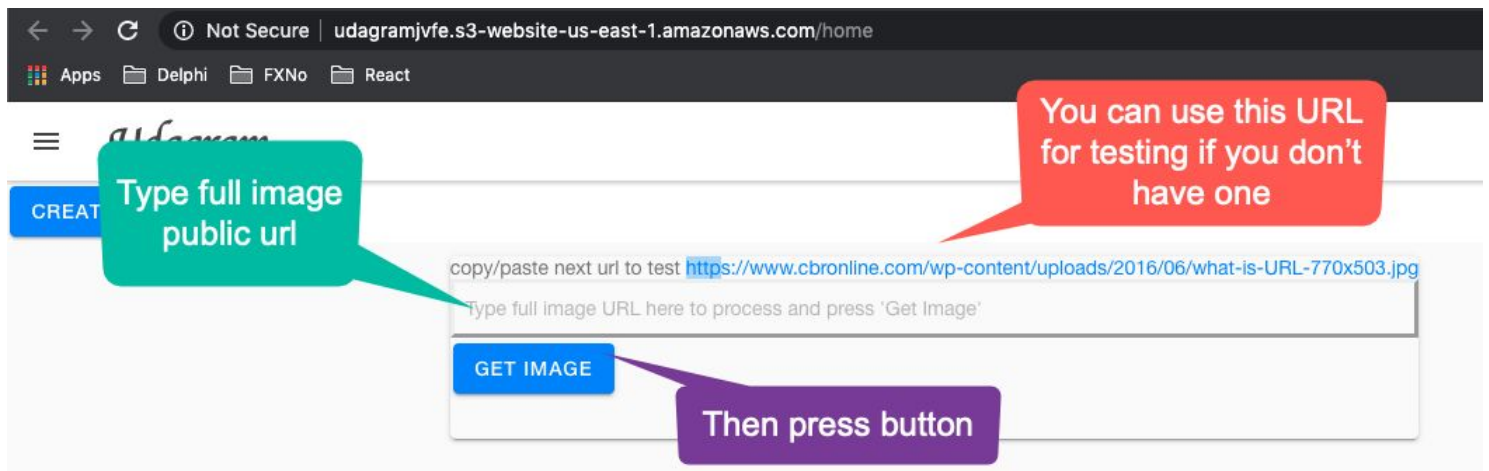 Not Secure | udagramjvfe.s3-website-us-east-1.amazonaws.com/home
Apps Delphi FXNo React
Udagram
You can use this URL
for testing if you don't
have one
Type full image
public url
CREAT
copy/paste next url to test https://www.cbronline.com/wp-content/uploads/2016/06/what-is-URL-770x503.jpg
Type full image URL here to process and press 'Get Image'
GET IMAGE
Then press button